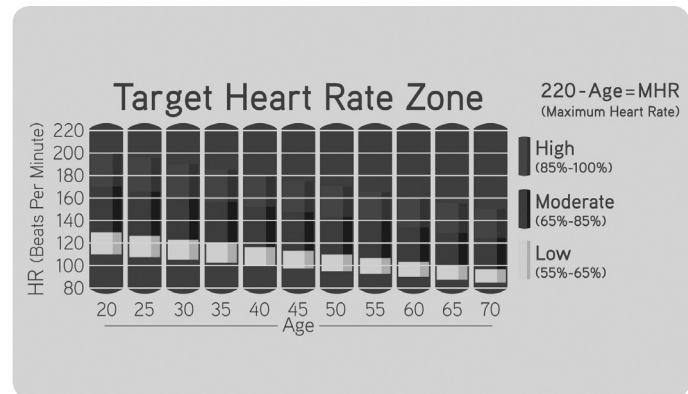 Target Heart Rate Zone
220-Age=MHR
(Maximum Heart Rate)
HR (Beats Per Minute)
220
200
180
160
140
120
100
80
20 25 30 35 40 45 50 55 60 65 70
Age
High
(85%-100%)
Moderate
(65%-85%)
Low
(55%-65%)